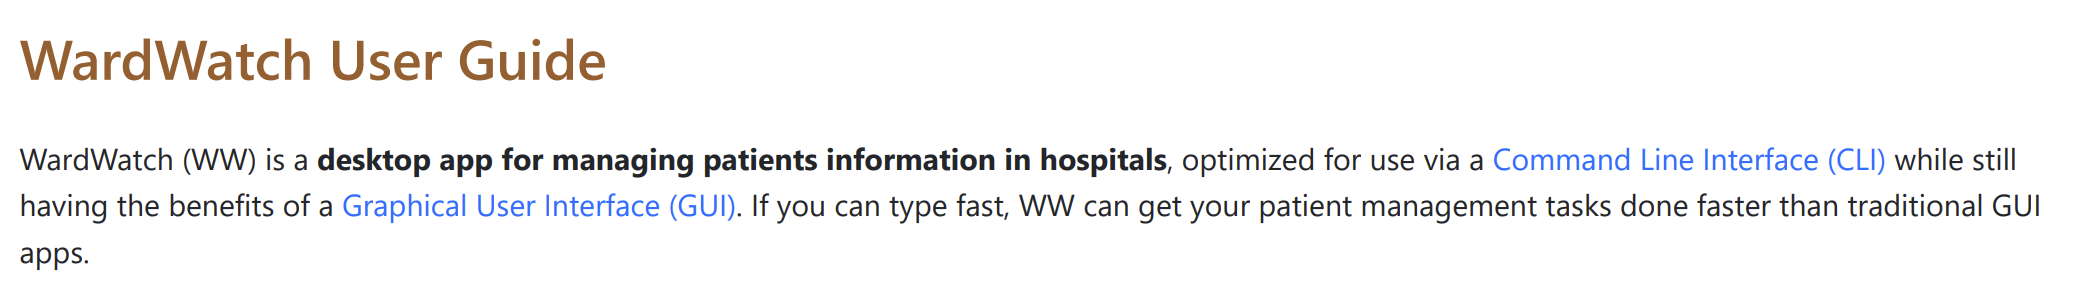 WardWatch User Guide
WardWatch (WW) is a desktop app for managing patients information in hospitals, optimized for use via a Command Line Interface (CLI) while still
having the benefits of a Graphical User Interface (GUI). If you can type fast, WW can get your patient management tasks done faster than traditional GUI
apps.